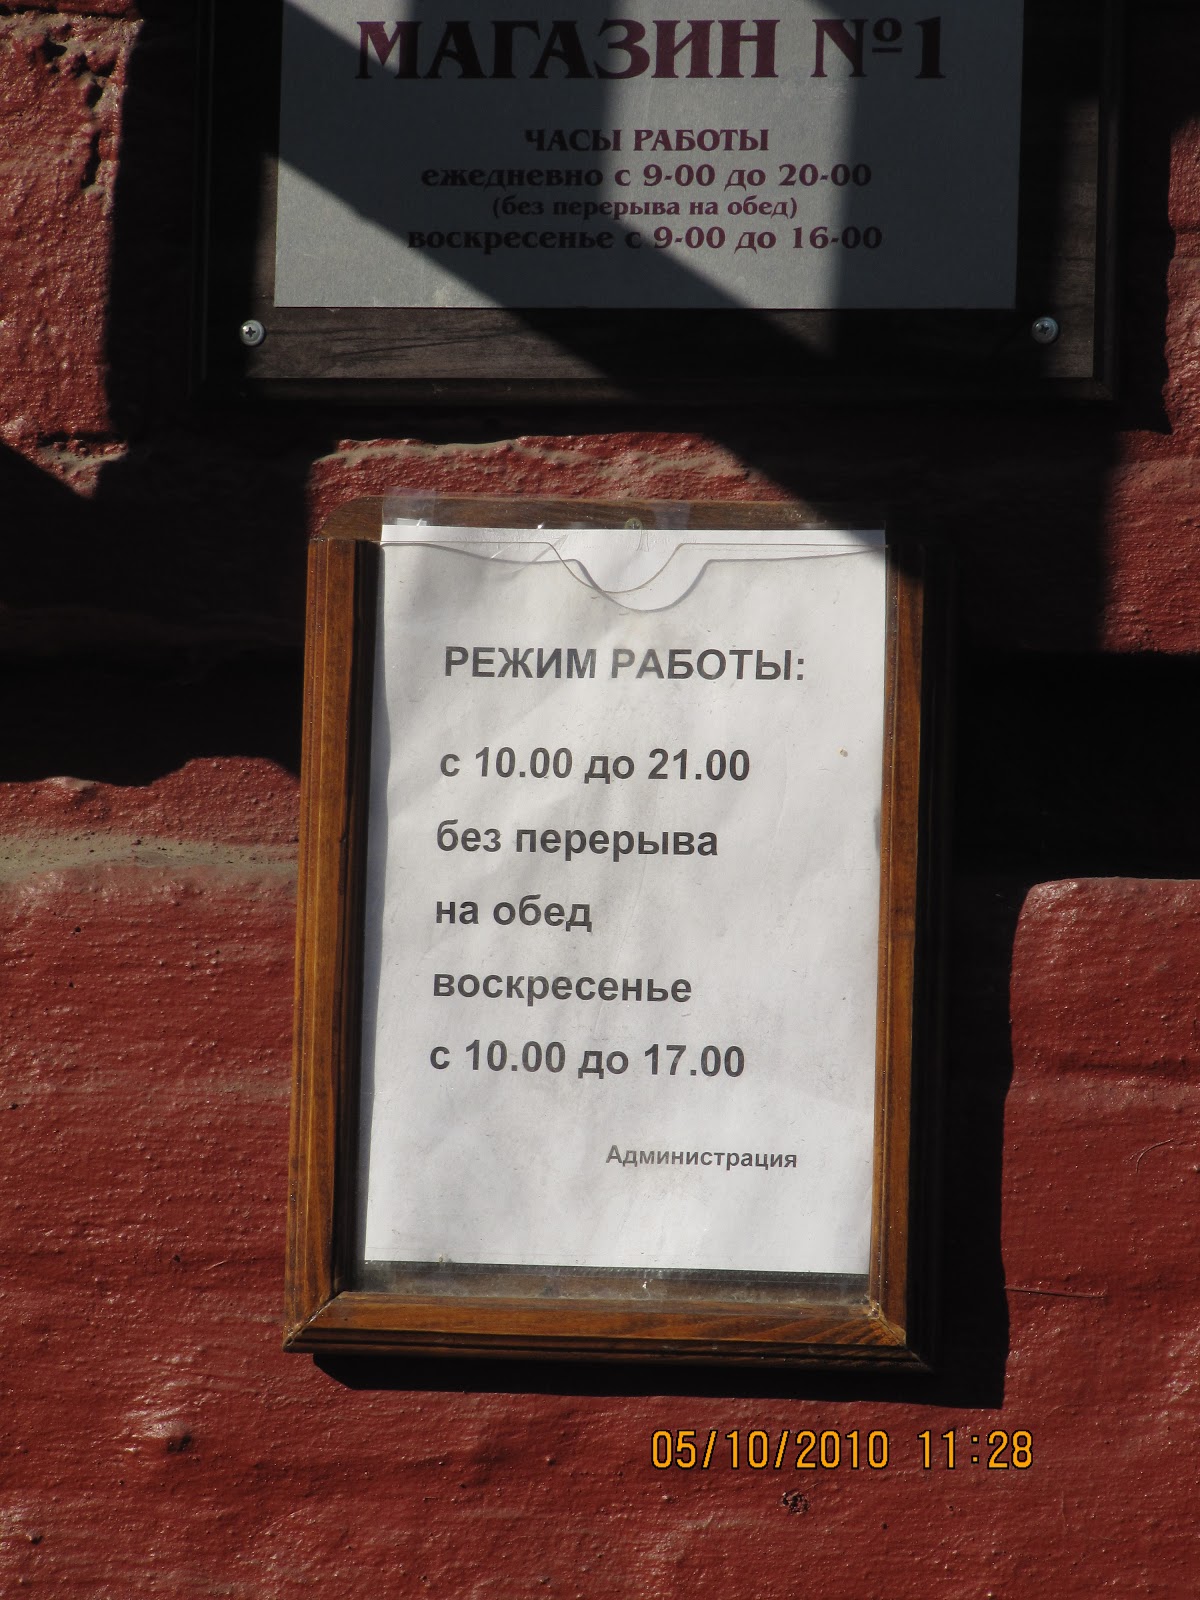 МАГАЗИН №1
ЧАСЫ РАБОТЫ
ежедневно с 9-00 до 20-00
(без перерыва на обед)
воскресенье с 9-00 до 16-00
РЕЖИМ РАБОТЫ:
с 10.00 до 21.00
без перерыва
на обед
воскресенье
с 10.00 до 17.00
Администрация
05/10/2010 11:28